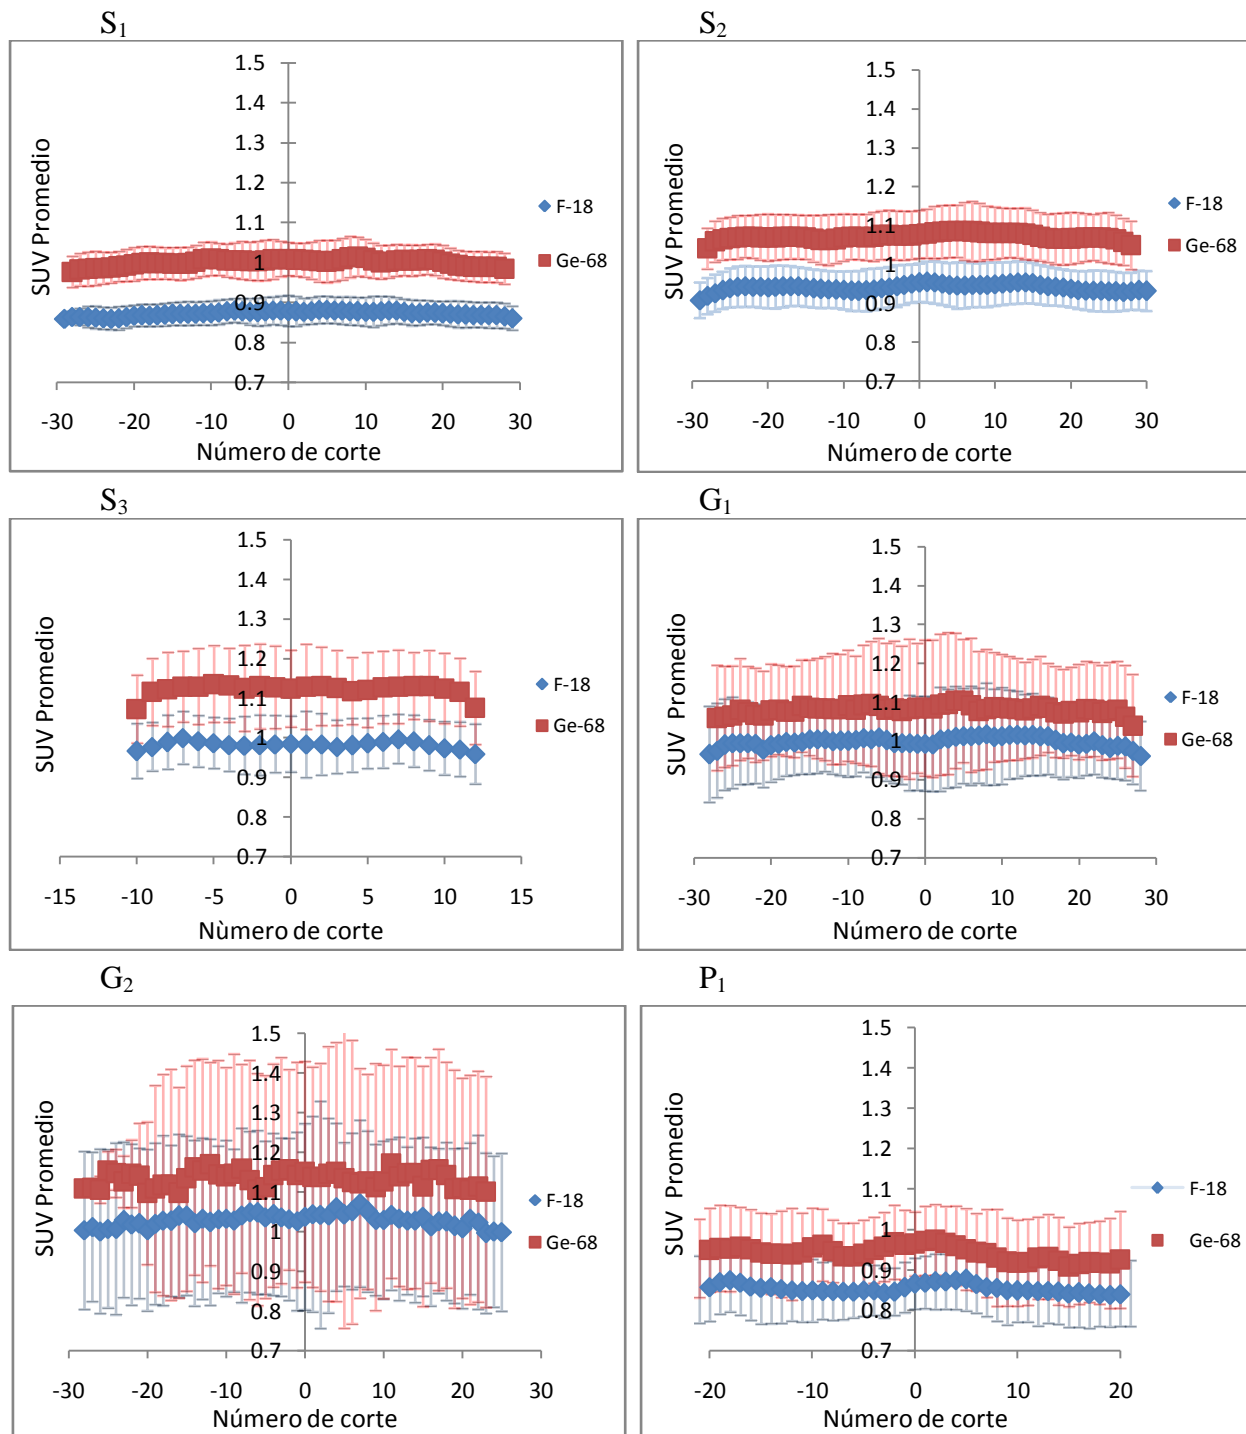 S₁
1.5
1.4
1.3
1.2
1.1
1
0.9
0.8
0.7
-30 -20 -10 0 10 20 30
SUV Promedio
Número de corte
F-18
Ge-68
S₂
1.5
1.4
1.3
1.2
1.1
1
0.9
0.8
0.7
-30 -20 -10 0 10 20 30
SUV Promedio
Número de corte
F-18
Ge-68
S₃
1.5
1.4
1.3
1.2
1.1
1
0.9
0.8
0.7
-15 -10 -5 0 5 10 15
SUV Promedio
Nùmero de corte
F-18
Ge-68
G₁
1.5
1.4
1.3
1.2
1.1
1
0.9
0.8
0.7
-30 -20 -10 0 10 20 30
SUV Promedio
Número de corte
F-18
Ge-68
G₂
1.5
1.4
1.3
1.2
1.1
1
0.9
0.8
0.7
-30 -20 -10 0 10 20 30
SUV Promedio
Número de corte
F-18
Ge-68
P₁
1.5
1.4
1.3
1.2
1.1
1
0.9
0.8
0.7
-20 -10 0 10 20
SUV Promedio
Número de corte
F-18
Ge-68